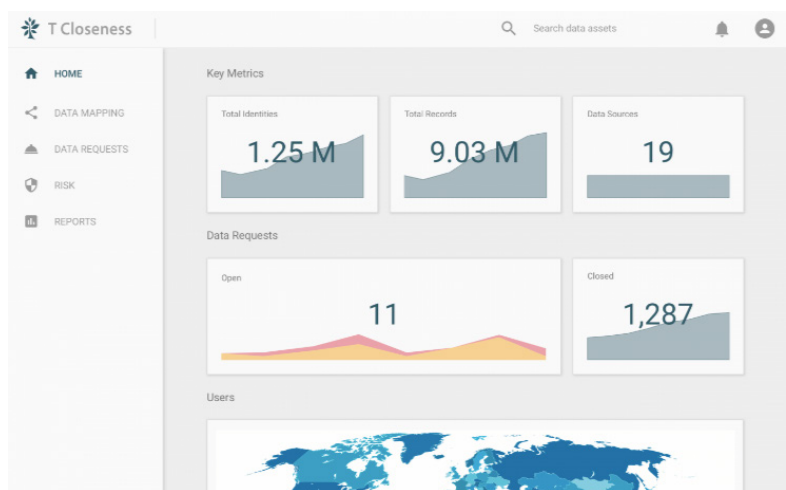 T Closeness
Search data assets
HOME
DATA MAPPING
DATA REQUESTS
RISK
REPORTS
Key Metrics
Total Identities
1.25 M
Total Records
9.03 M
Data Sources
19
Data Requests
Open
11
Closed
1,287
Users